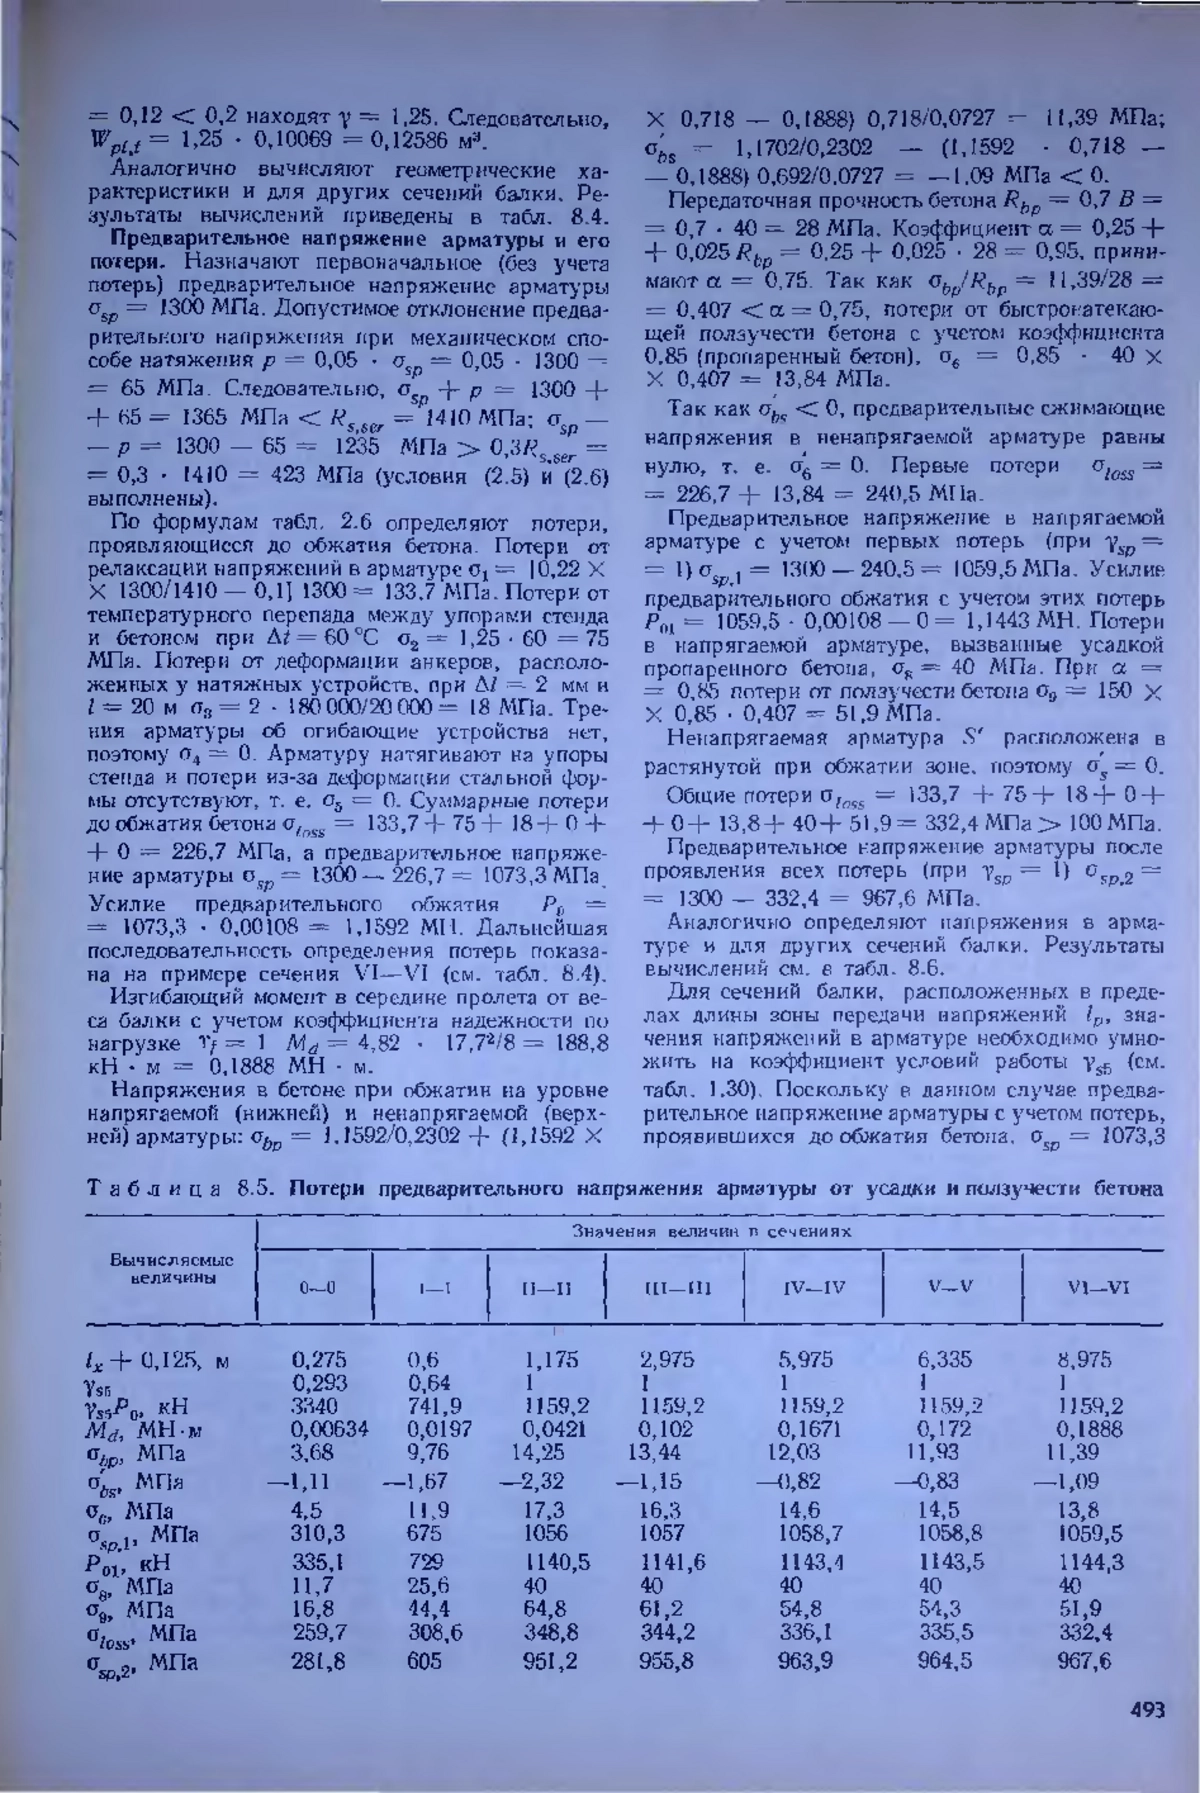 = 0,12 < 0,2 находят γ = 1,25. Следовательно,
W_pl,t = 1,25 · 0,10069 = 0,12586 м³.
Аналогично вычисляют геометрические ха-
рактеристики и для других сечений балки. Ре-
зультаты вычислений приведены в табл. 8.4.
Предварительное напряжение арматуры и его
потери. Назначают первоначальное (без учета
потерь) предварительное напряжение арматуры
σ_sp = 1300 МПа. Допустимое отклонение предва-
рительного напряжения при механическом спо-
собе натяжения p = 0,05 · σ_sp = 0,05 · 1300 =
= 65 МПа. Следовательно, σ_sp + p = 1300 +
+ 65 = 1365 МПа < R_s,ser = 1410 МПа; σ_sp —
— p = 1300 — 65 = 1235 МПа > 0,3R_s,ser =
= 0,3 · 1410 = 423 МПа (условия (2.5) и (2.6)
выполнены).
По формулам табл. 2.6 определяют потери,
проявляющиеся до обжатия бетона. Потери от
релаксации напряжений в арматуре σ₁ = [0,22 ×
× 1300/1410 — 0,1] 1300 = 133,7 МПа. Потери от
температурного перепада между упорами стенда
и бетоном при Δt = 60 °С σ₂ = 1,25 · 60 = 75
МПа. Потери от деформации анкеров, располо-
женных у натяжных устройств, при Δl = 2 мм и
l = 20 м σ₃ = 2 · 180 000/20 000 = 18 МПа. Тре-
ния арматуры об огибающие устройства нет,
поэтому σ₄ = 0. Арматуру натягивают на упоры
стенда и потери из-за деформации стальной фор-
мы отсутствуют, т. е. σ₅ = 0. Суммарные потери
до обжатия бетона σ_loss = 133,7 + 75 + 18 + 0 +
+ 0 = 226,7 МПа, а предварительное напряже-
ние арматуры σ_sp = 1300 — 226,7 = 1073,3 МПа.
Усилие предварительного обжатия P₀ =
= 1073,3 · 0,00108 = 1,1592 МН. Дальнейшая
последовательность определения потерь показа-
на на примере сечения VI—VI (см. табл. 8.4).
Изгибающий момент в середине пролета от ве-
са балки с учетом коэффициента надежности по
нагрузке γ_f = 1 M_d = 4,82 · 17,7²/8 = 188,8
кН · м = 0,1888 МН · м.
Напряжения в бетоне при обжатии на уровне
напрягаемой (нижней) и ненапрягаемой (верх-
ней) арматуры: σ_bp = 1,1592/0,2302 + (1,1592 ×
× 0,718 — 0,1888) 0,718/0,0727 = 11,39 МПа;
σ′_bs = 1,1702/0,2302 — (1,1592 · 0,718 —
— 0,1888) 0,692/0,0727 = —1,09 МПа < 0.
Передаточная прочность бетона R_bp = 0,7 B =
= 0,7 · 40 = 28 МПа. Коэффициент α = 0,25 +
+ 0,025 R_bp = 0,25 + 0,025 · 28 = 0,95, прини-
мают α = 0,75. Так как σ_bp/R_bp = 11,39/28 =
= 0,407 < α = 0,75, потери от быстронатекаю-
щей ползучести бетона с учетом коэффициента
0,85 (пропаренный бетон), σ₆ = 0,85 · 40 ×
× 0,407 = 13,84 МПа.
Так как σ′_bs < 0, предварительные сжимающие
напряжения в ненапрягаемой арматуре равны
нулю, т. е. σ′₆ = 0. Первые потери σ_loss =
= 226,7 + 13,84 = 240,5 МПа.
Предварительное напряжение в напрягаемой
арматуре с учетом первых потерь (при γ_sp =
= 1) σ_sp,1 = 1300 — 240,5 = 1059,5 МПа. Усилие
предварительного обжатия с учетом этих потерь
P₀₁ = 1059,5 · 0,00108 — 0 = 1,1443 МН. Потери
в напрягаемой арматуре, вызванные усадкой
пропаренного бетона, σ₈ = 40 МПа. При α =
= 0,85 потери от ползучести бетона σ₉ = 150 ×
× 0,85 · 0,407 = 51,9 МПа.
Ненапрягаемая арматура S′ расположена в
растянутой при обжатии зоне, поэтому σ′_s = 0.
Общие потери σ_loss = 133,7 + 75 + 18 + 0 +
+ 0 + 13,8 + 40 + 51,9 = 332,4 МПа > 100 МПа.
Предварительное напряжение арматуры после
проявления всех потерь (при γ_sp = 1) σ_sp,2 =
= 1300 — 332,4 = 967,6 МПа.
Аналогично определяют напряжения в арма-
туре и для других сечений балки. Результаты
вычислений см. в табл. 8.6.
Для сечений балки, расположенных в преде-
лах длины зоны передачи напряжений l_p, зна-
чения напряжений в арматуре необходимо умно-
жить на коэффициент условий работы γ_s5 (см.
табл. 1.30). Поскольку в данном случае предва-
рительное напряжение арматуры с учетом потерь,
проявившихся до обжатия бетона, σ_sp = 1073,3
Таблица 8.5. Потери предварительного напряжения арматуры от усадки и ползучести бетона
Вычисляемые величины Значения величин в сечениях
0—0 I—I II—II III—III IV—IV V—V VI—VI
l_x + 0,125, м 0,275 0,6 1,175 2,975 5,975 6,335 8,975
γ_s5 0,293 0,64 1 1 1 1 1
γ_s5P₀, кН 3340 741,9 1159,2 1159,2 1159,2 1159,2 1159,2
M_d, МН·м 0,00634 0,0197 0,0421 0,102 0,1671 0,172 0,1888
σ_bp, МПа 3,68 9,76 14,25 13,44 12,03 11,93 11,39
σ′_bs, МПа —1,11 —1,67 —2,32 —1,15 —0,82 —0,83 —1,09
σ₆, МПа 4,5 11,9 17,3 16,3 14,6 14,5 13,8
σ_sp,1, МПа 310,3 675 1056 1057 1058,7 1058,8 1059,5
P₀₁, кН 335,1 729 1140,5 1141,6 1143,4 1143,5 1144,3
σ₈, МПа 11,7 25,6 40 40 40 40 40
σ₉, МПа 16,8 44,4 64,8 61,2 54,8 54,3 51,9
σ_loss, МПа 259,7 308,6 348,8 344,2 336,1 335,5 332,4
σ_sp,2, МПа 281,8 605 951,2 955,8 963,9 964,5 967,6
493